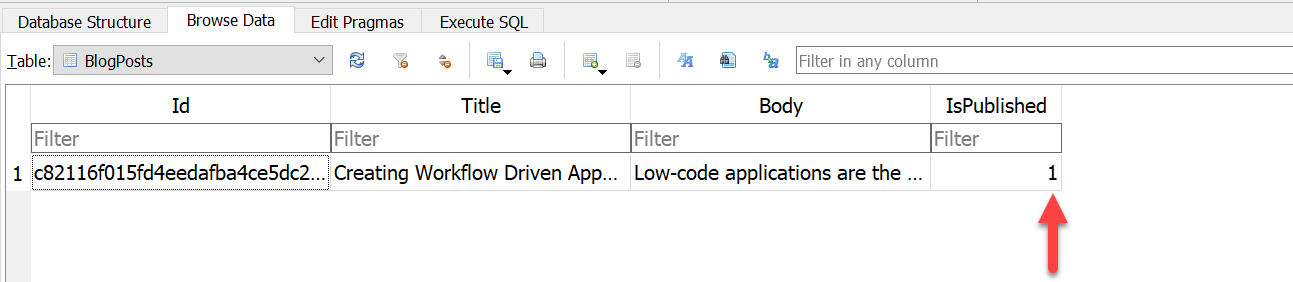 Database Structure Browse Data Edit Pragmas Execute SQL
Table: BlogPosts Filter in any column
Id Title Body IsPublished
Filter Filter Filter Filter
1 c82116f015fd4eedafba4ce5dc2... Creating Workflow Driven App... Low-code applications are the ... 1